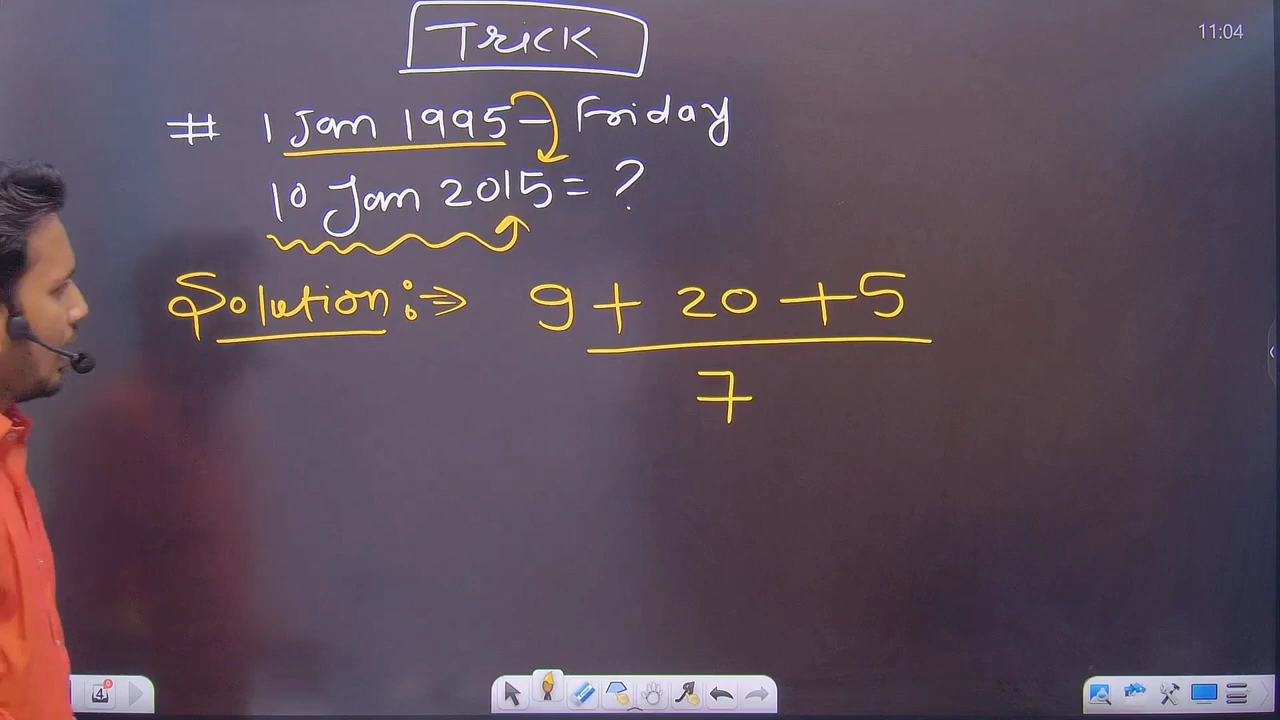 11:04
Trick
# 1 Jan 1995 - Friday
10 Jan 2015 = ?
Solution :⇒ 9 + 20 + 5
7